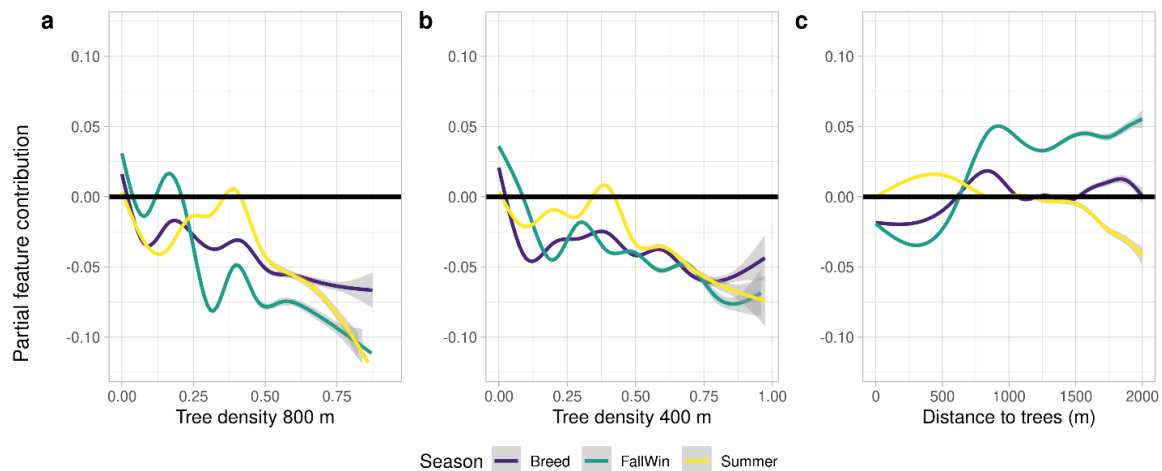 a
b
c
Partial feature contribution
0.10
0.05
0.00
-0.05
-0.10
0.00 0.25 0.50 0.75
Tree density 800 m
0.10
0.05
0.00
-0.05
-0.10
0.00 0.25 0.50 0.75 1.00
Tree density 400 m
0.10
0.05
0.00
-0.05
-0.10
0 500 1000 1500 2000
Distance to trees (m)
Season Breed FallWin Summer